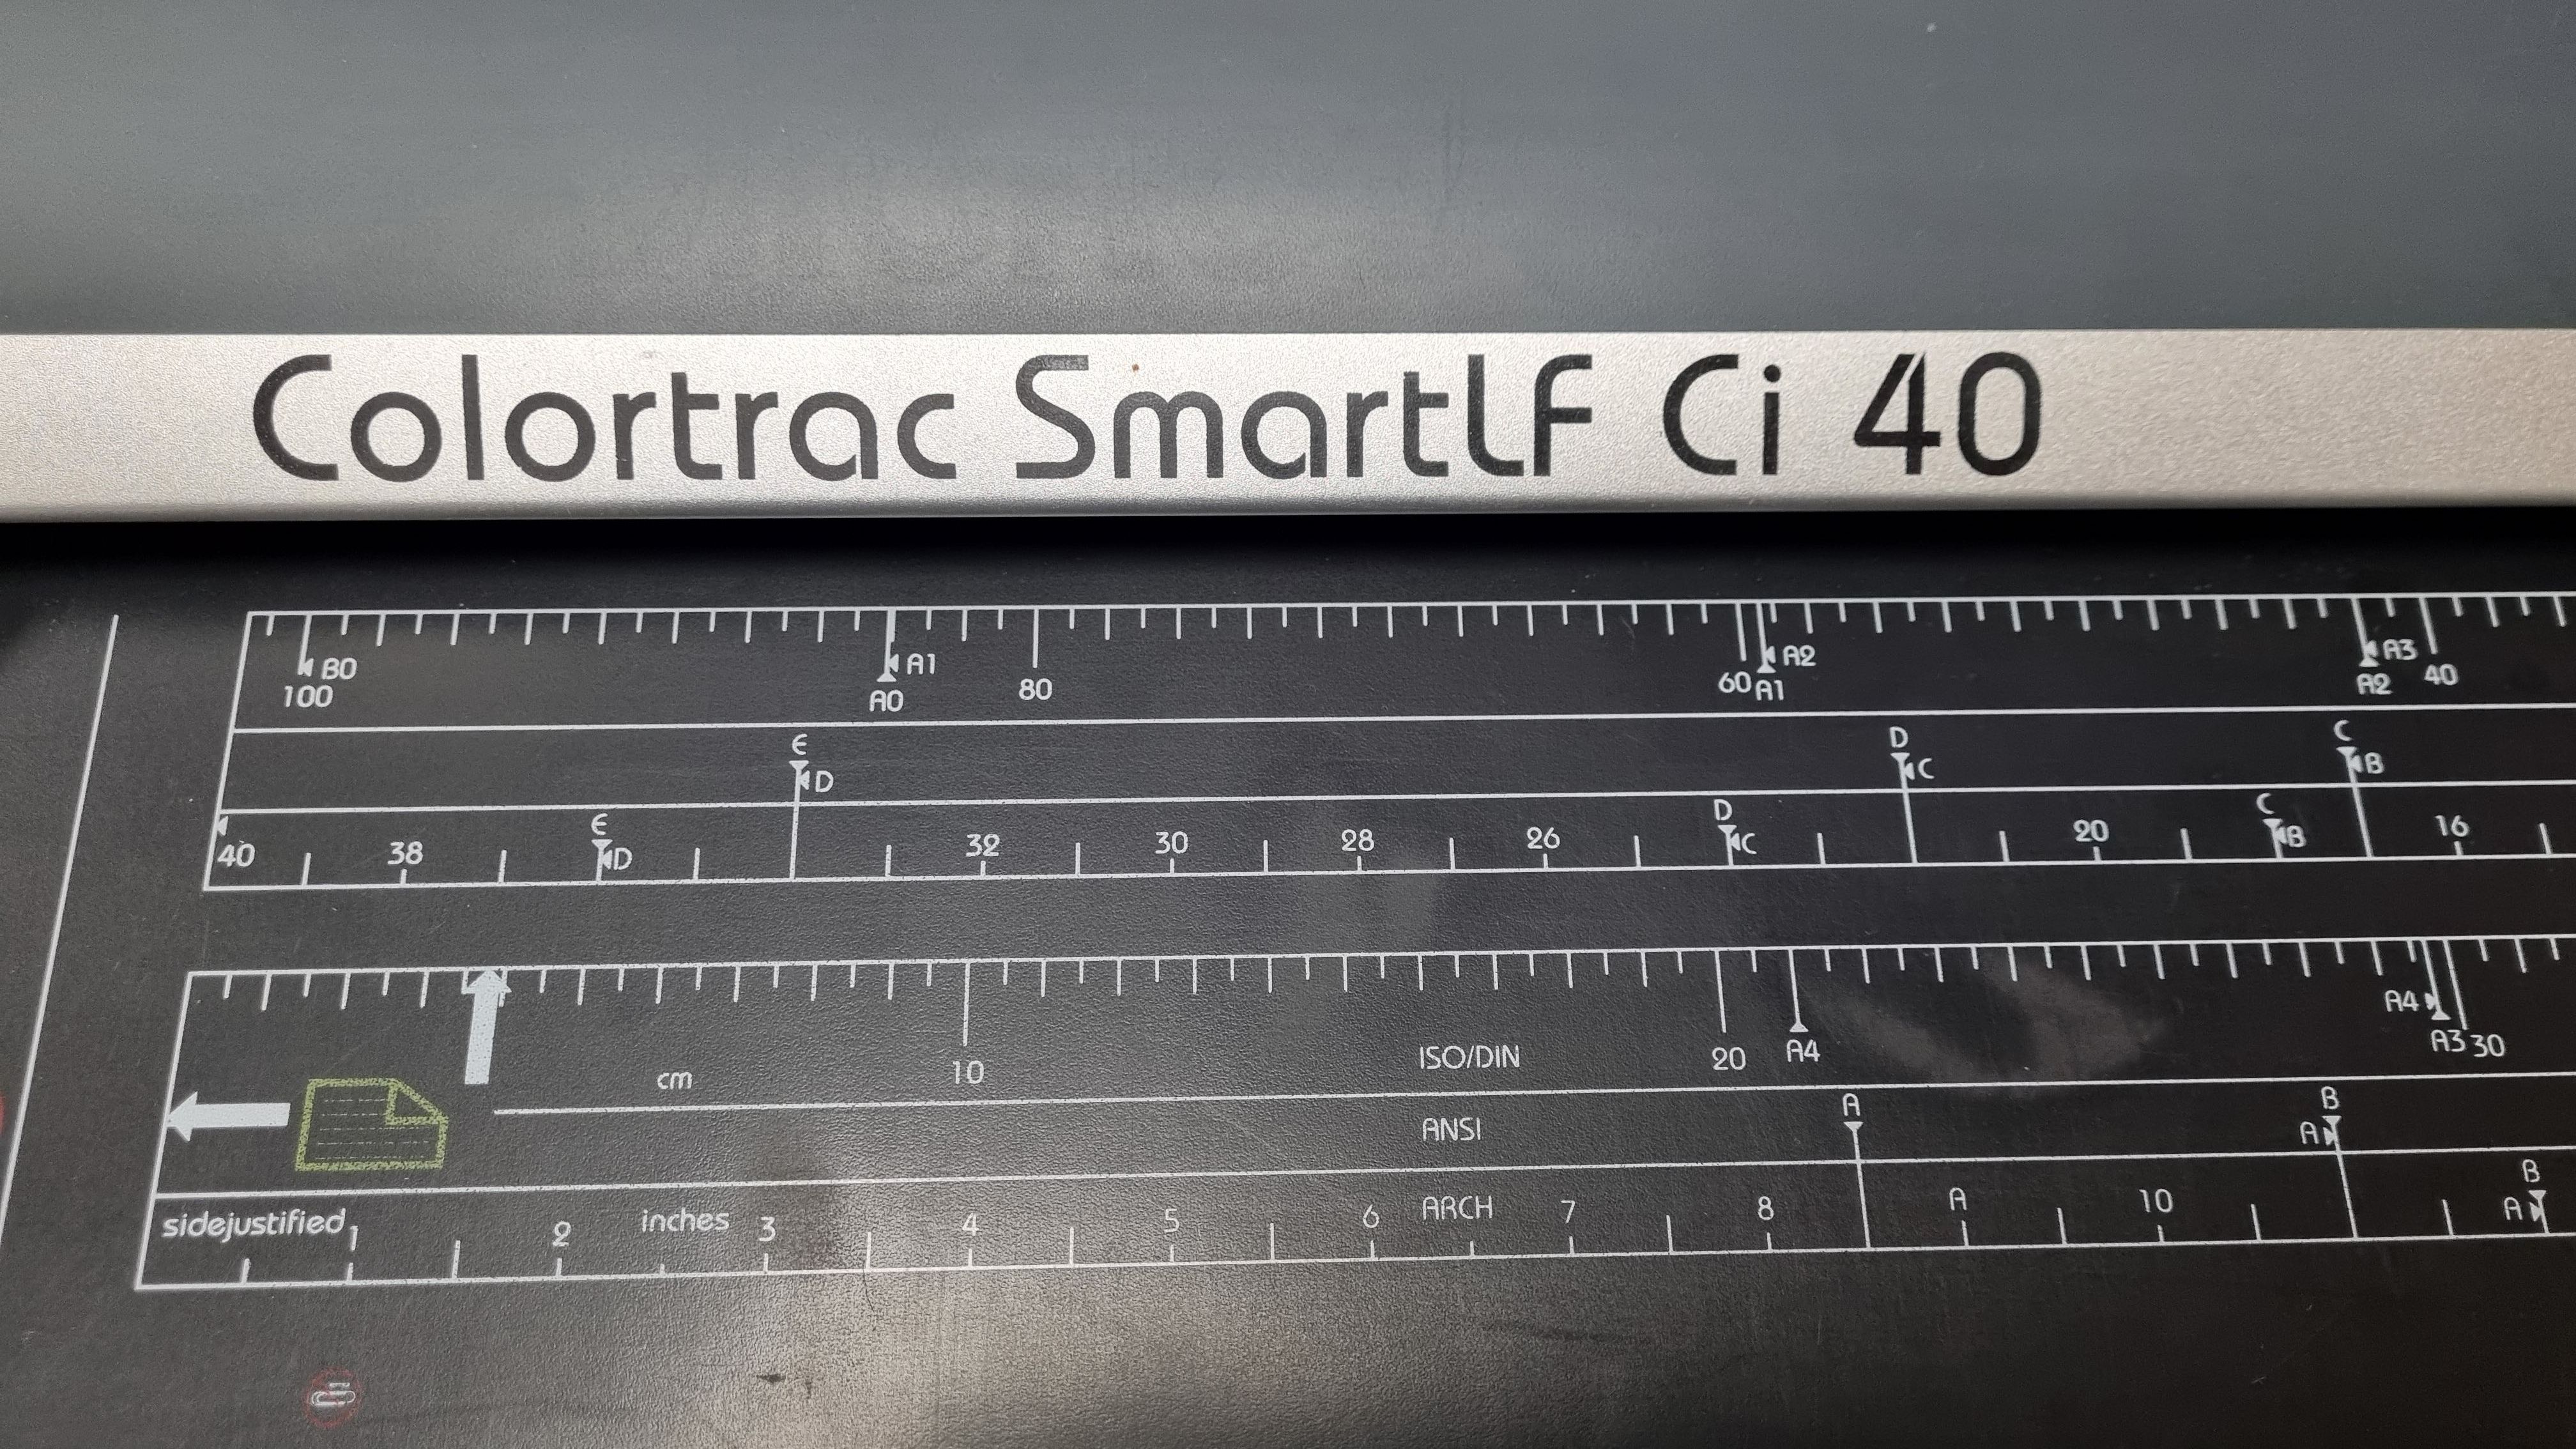 Colortrac SmartLF Ci 40
B0 A1 A2 A3
100 A0 80 60 A1 A2 40
E D C
D C B
E D C
40 38 D 32 30 28 26 C 20 B 16
A4
cm 10 ISO/DIN 20 A4 A3 30
ANSI A B
A
sidejustified 1 2 inches 3 4 5 6 ARCH 7 8 A 10 B
A